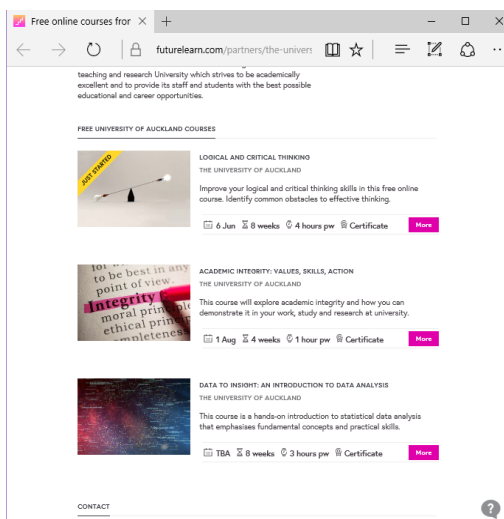 Free online courses from
futurelearn.com/partners/the-univers
teaching and research University which strives to be academically
excellent and to provide its staff and students with the best possible
educational and career opportunities.
FREE UNIVERSITY OF AUCKLAND COURSES
JUST STARTED
LOGICAL AND CRITICAL THINKING
THE UNIVERSITY OF AUCKLAND
Improve your logical and critical thinking skills in this free online
course. Identify common obstacles to effective thinking.
6 Jun 8 weeks 4 hours pw Certificate More
to be best in any
point of view.
Integrity
moral principle
ethical princ
mpleteness
ACADEMIC INTEGRITY: VALUES, SKILLS, ACTION
THE UNIVERSITY OF AUCKLAND
This course will explore academic integrity and how you can
demonstrate it in your work, study and research at university.
1 Aug 4 weeks 1 hour pw Certificate More
DATA TO INSIGHT: AN INTRODUCTION TO DATA ANALYSIS
THE UNIVERSITY OF AUCKLAND
This course is a hands-on introduction to statistical data analysis
that emphasises fundamental concepts and practical skills.
TBA 8 weeks 3 hours pw Certificate More
CONTACT
?